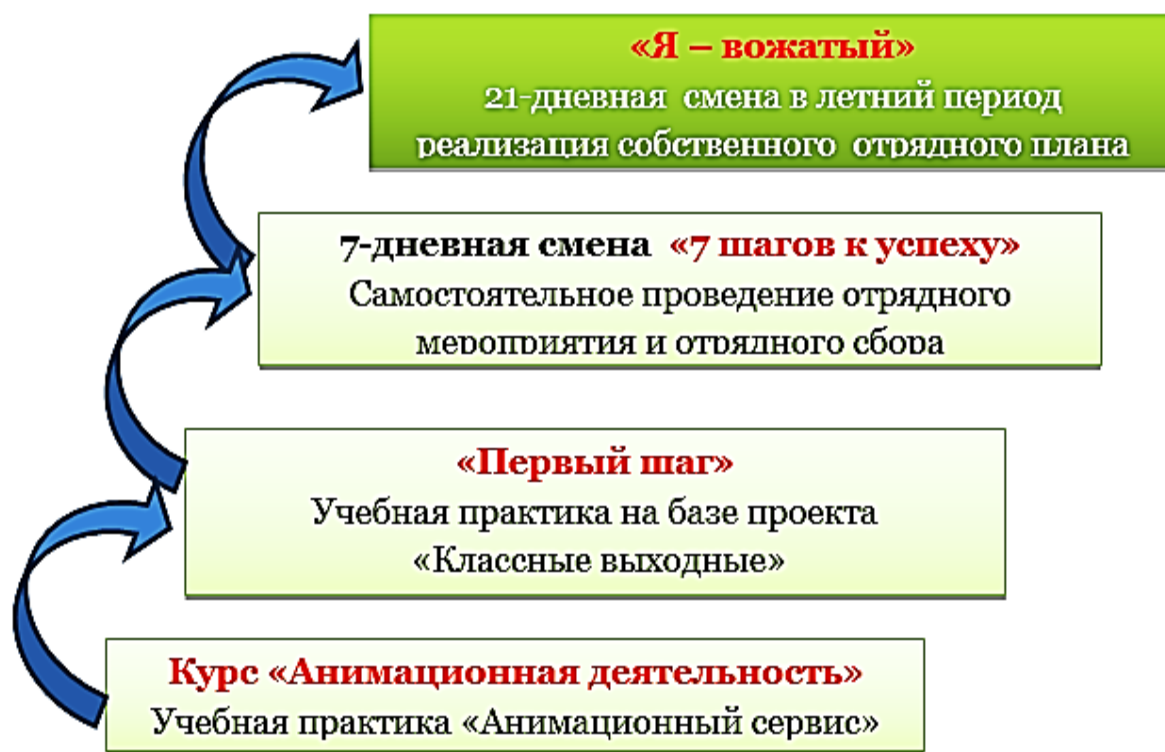 «Я – вожатый»
21-дневная смена в летний период
реализация собственного отрядного плана
7-дневная смена «7 шагов к успеху»
Самостоятельное проведение отрядного
мероприятия и отрядного сбора
«Первый шаг»
Учебная практика на базе проекта
«Классные выходные»
Курс «Анимационная деятельность»
Учебная практика «Анимационный сервис»